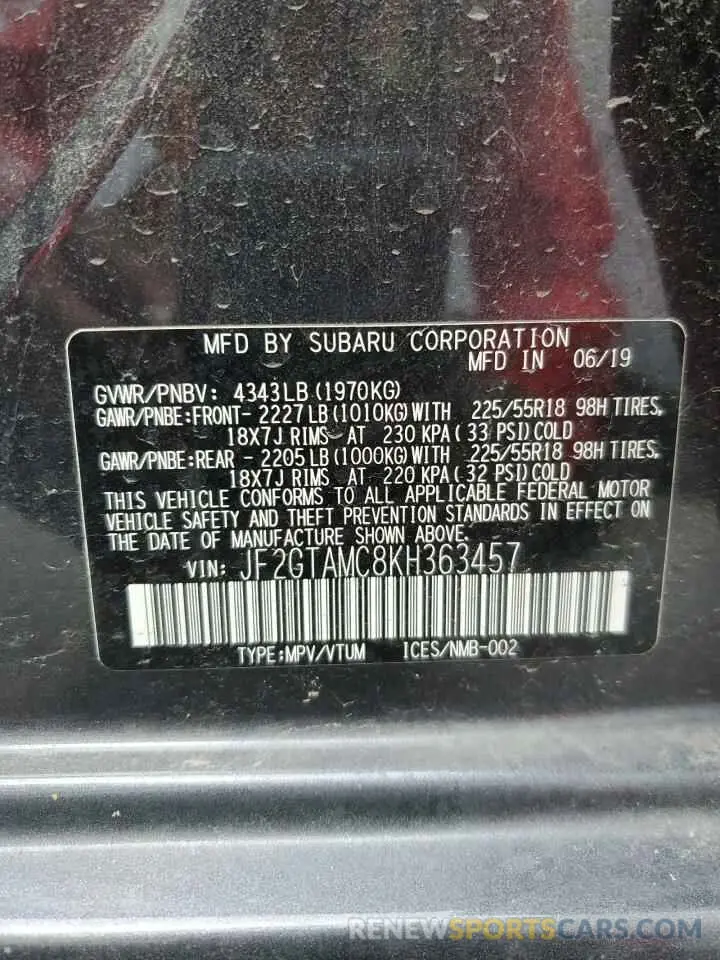 MFD BY SUBARU CORPORATION
MFD IN 06/19
GVWR/PNBV: 4343LB (1970KG)
GAWR/PNBE:FRONT- 2227LB (1010KG) WITH 225/55R18 98H TIRES,
18X7J RIMS AT 230 KPA( 33 PSI) COLD
GAWR/PNBE:REAR - 2205LB (1000KG) WITH 225/55R18 98H TIRES,
18X7J RIMS AT 220 KPA( 32 PSI) COLD
THIS VEHICLE CONFORMS TO ALL APPLICABLE FEDERAL MOTOR
VEHICLE SAFETY AND THEFT PREVENTION STANDARDS IN EFFECT ON
THE DATE OF MANUFACTURE SHOWN ABOVE.
VIN: JF2GTAMC8KH363457
TYPE:MPV/VTUM ICES/NMB-002
RENEWSTOCKPHOTO.COM